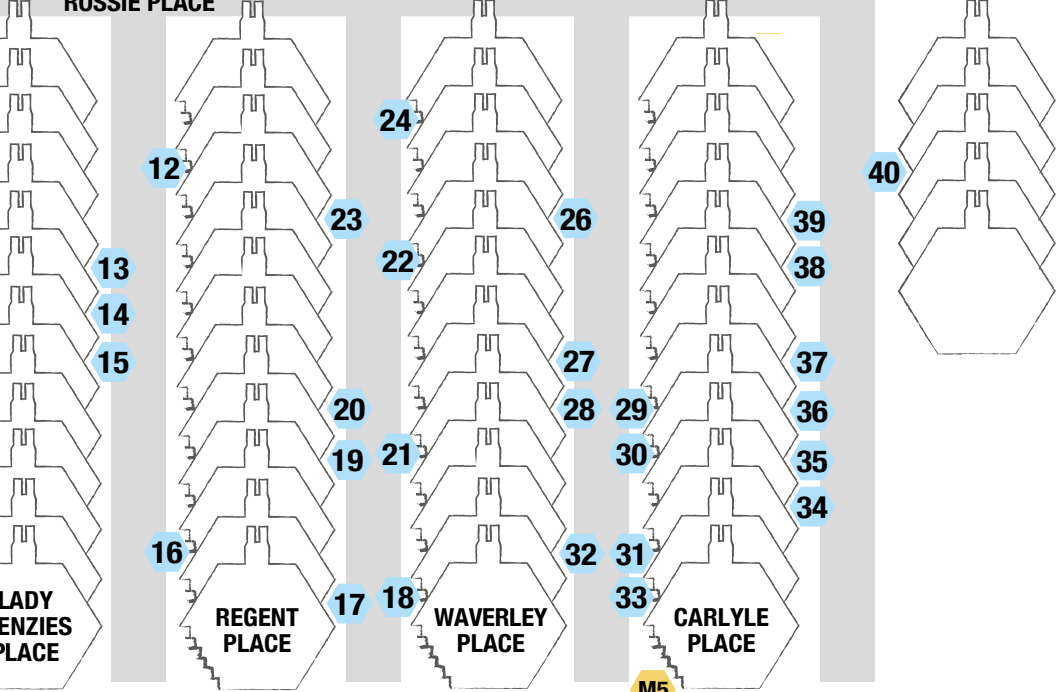 ROSSIE PLACE
24
12
40
23
26
39
22
13
38
14
15
27
37
20
28
29
36
21
30
19
35
34
16
32
31
17
18
33
LADY
ENZIES
PLACE
REGENT
PLACE
WAVERLEY
PLACE
CARLYLE
PLACE
M5